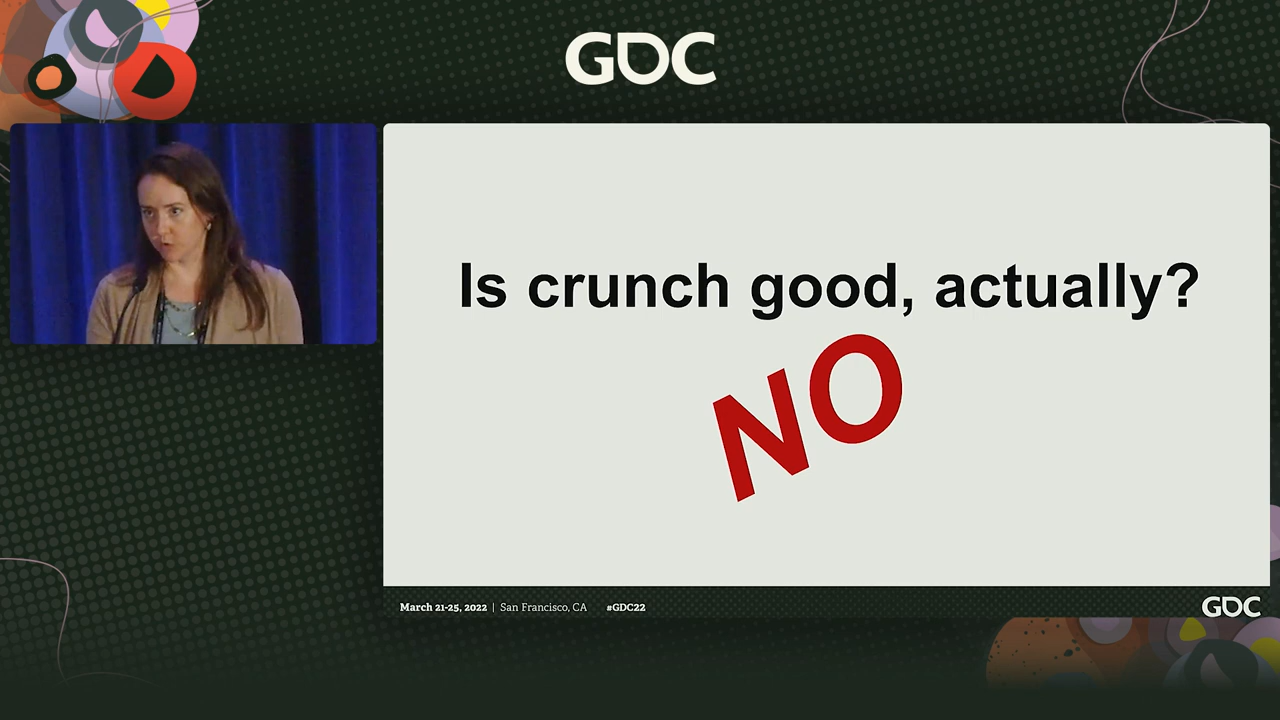 GDC
Is crunch good, actually?
NO
March 21-25, 2022 | San Francisco, CA #GDC22
GDC